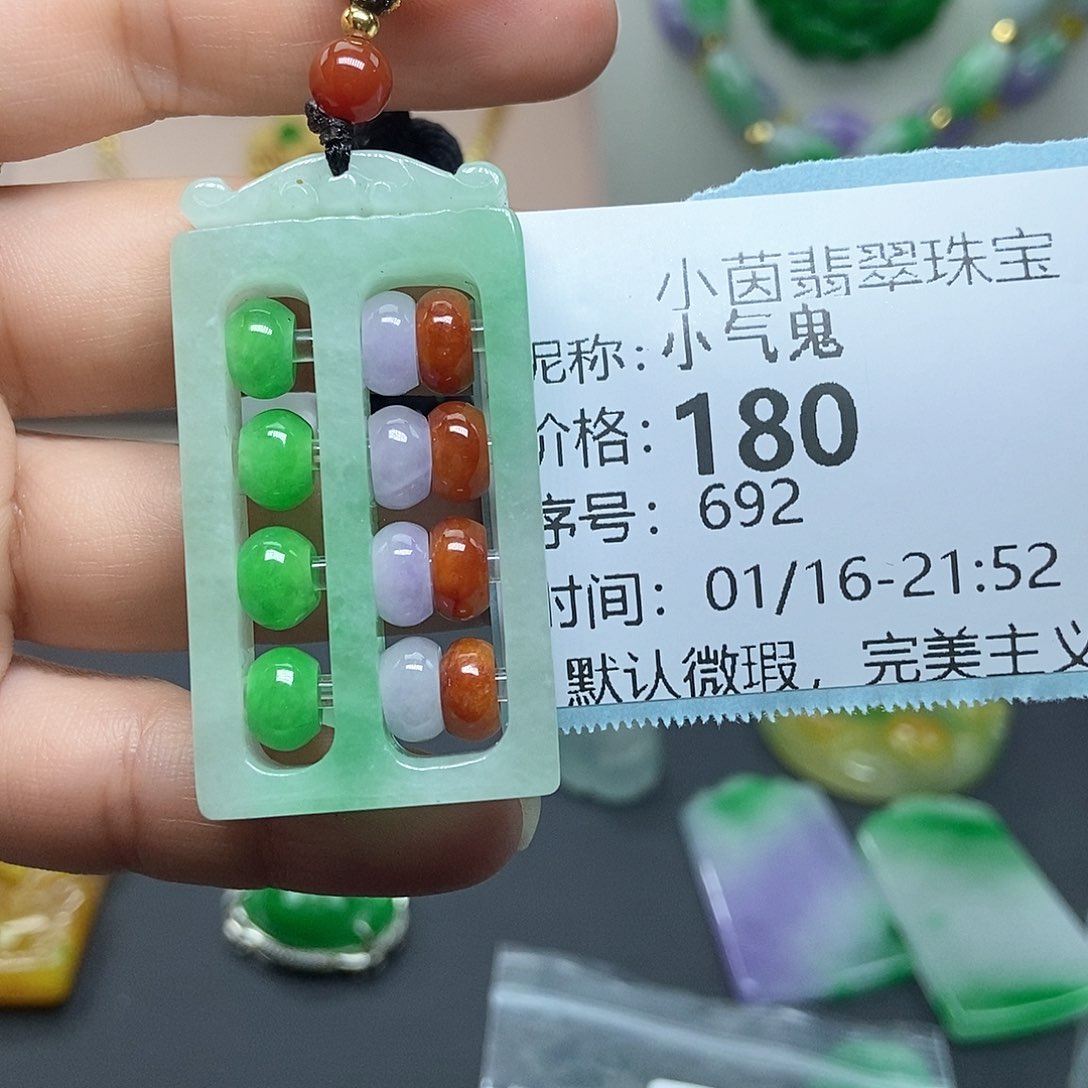 小茵翡翠珠宝
昵称:小气鬼
价格:180
序号: 692
时间: 01/16-21:52
默认微瑕，完美主义